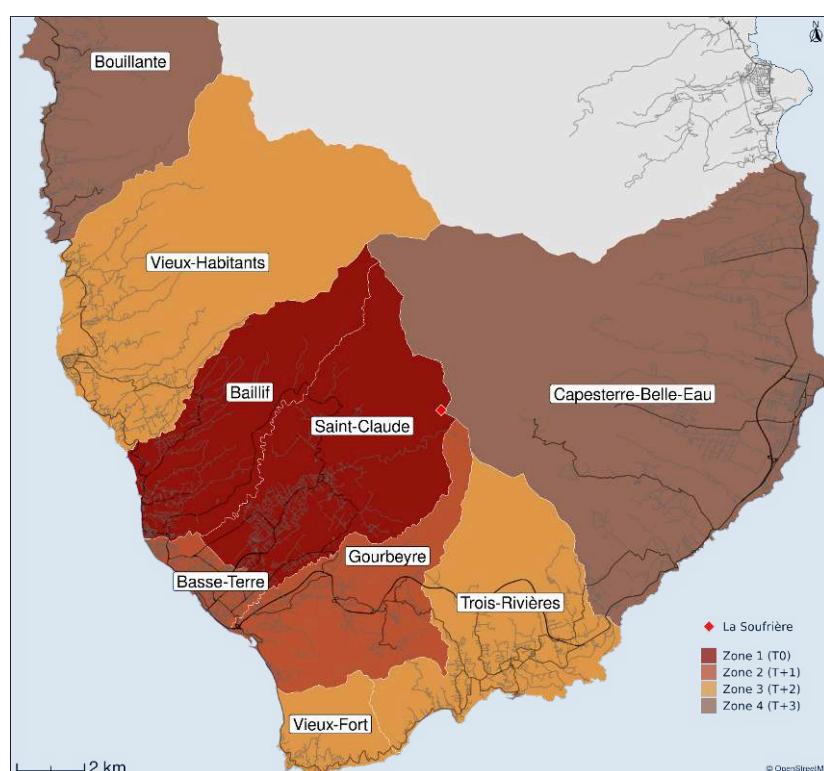 N
Bouillante
Vieux-Habitants
Baillif
Saint-Claude
Capesterre-Belle-Eau
Gourbeyre
Basse-Terre
Trois-Rivières
La Soufrière
Zone 1 (T0)
Zone 2 (T+1)
Zone 3 (T+2)
Zone 4 (T+3)
Vieux-Fort
2 km
© OpenStreetM